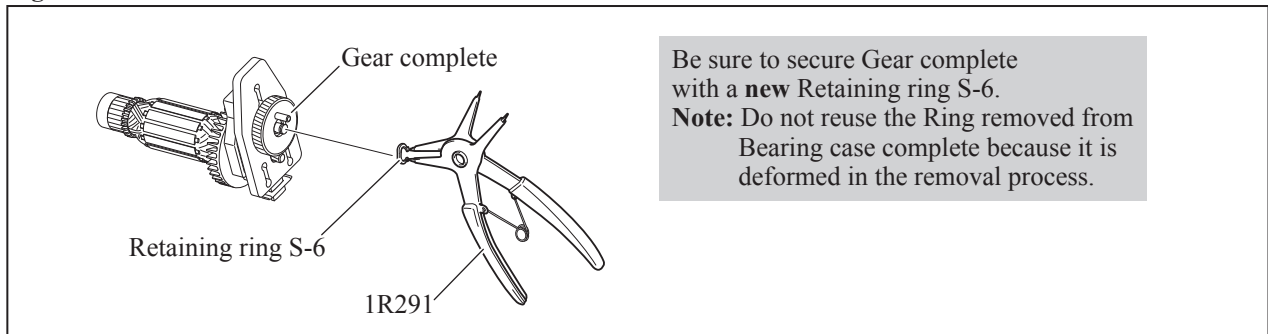 Gear complete
Retaining ring S-6
1R291
Be sure to secure Gear complete
with a new Retaining ring S-6.
Note: Do not reuse the Ring removed from
Bearing case complete because it is
deformed in the removal process.